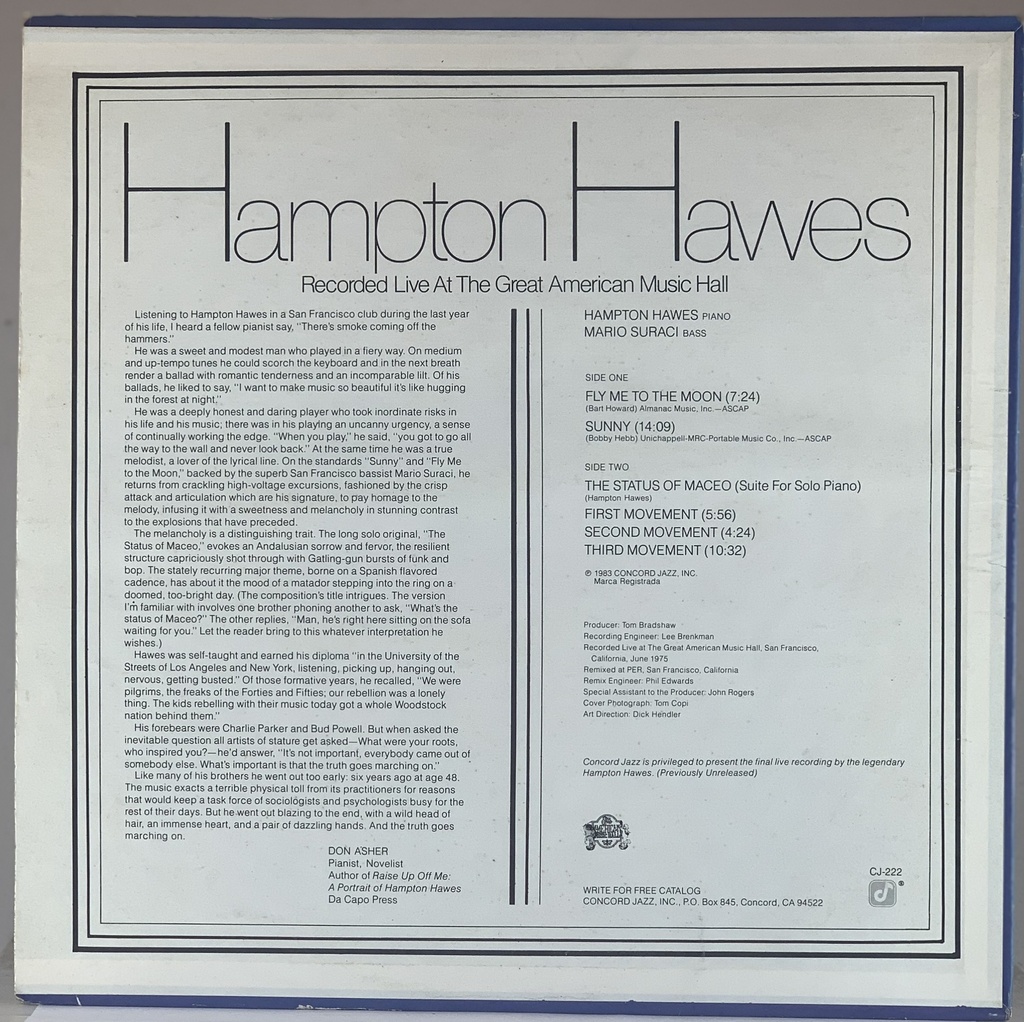 Hampton Hawes
Recorded Live At The Great American Music Hall
Listening to Hampton Hawes in a San Francisco club during the last year
of his life, I heard a fellow pianist say, "There's smoke coming off the
hammers."
He was a sweet and modest man who played in a fiery way. On medium
and up-tempo tunes he could scorch the keyboard and in the next breath
render a ballad with romantic tenderness and an incomparable lilt. Of his
ballads, he liked to say, "I want to make music so beautiful it's like hugging
in the forest at night."
He was a deeply honest and daring player who took inordinate risks in
his life and his music; there was in his playing an uncanny urgency, a sense
of continually working the edge. "When you play," he said, "you got to go all
the way to the wall and never look back." At the same time he was a true
melodist, a lover of the lyrical line. On the standards "Sunny" and "Fly Me
to the Moon," backed by the superb San Francisco bassist Mario Suraci, he
returns from crackling high-voltage excursions, fashioned by the crisp
attack and articulation which are his signature, to pay homage to the
melody, infusing it with a sweetness and melancholy in stunning contrast
to the explosions that have preceded.
The melancholy is a distinguishing trait. The long solo original, "The
Status of Maceo," evokes an Andalusian sorrow and fervor, the resilient
structure capriciously shot through with Gatling-gun bursts of funk and
bop. The stately recurring major theme, borne on a Spanish flavored
cadence, has about it the mood of a matador stepping into the ring on a
doomed, too-bright day. (The composition's title intrigues. The version
I'm familiar with involves one brother phoning another to ask, "What's the
status of Maceo?" The other replies, "Man, he's right here sitting on the sofa
waiting for you." Let the reader bring to this whatever interpretation he
wishes.)
Hawes was self-taught and earned his diploma "in the University of the
Streets of Los Angeles and New York, listening, picking up, hanging out,
nervous, getting busted." Of those formative years, he recalled, "We were
pilgrims, the freaks of the Forties and Fifties; our rebellion was a lonely
thing. The kids rebelling with their music today got a whole Woodstock
nation behind them."
His forebears were Charlie Parker and Bud Powell. But when asked the
inevitable question all artists of stature get asked—What were your roots,
who inspired you?—he'd answer, "It's not important, everybody came out of
somebody else. What's important is that the truth goes marching on."
Like many of his brothers he went out too early: six years ago at age 48.
The music exacts a terrible physical toll from its practitioners for reasons
that would keep a task force of sociologists and psychologists busy for the
rest of their days. But he went out blazing to the end, with a wild head of
hair, an immense heart, and a pair of dazzling hands. And the truth goes
marching on.
DON ASHER
Pianist, Novelist
Author of Raise Up Off Me:
A Portrait of Hampton Hawes
Da Capo Press
HAMPTON HAWES PIANO
MARIO SURACI BASS
SIDE ONE
FLY ME TO THE MOON (7:24)
(Bart Howard) Almanac Music, Inc.—ASCAP
SUNNY (14:09)
(Bobby Hebb) Unichappell-MRC-Portable Music Co., Inc.—ASCAP
SIDE TWO
THE STATUS OF MACEO (Suite For Solo Piano)
(Hampton Hawes)
FIRST MOVEMENT (5:56)
SECOND MOVEMENT (4:24)
THIRD MOVEMENT (10:32)
℗ 1983 CONCORD JAZZ, INC.
Marca Registrada
Producer: Tom Bradshaw
Recording Engineer: Lee Brenkman
Recorded Live at The Great American Music Hall, San Francisco,
California, June 1975
Remixed at PER, San Francisco, California
Remix Engineer: Phil Edwards
Special Assistant to the Producer: John Rogers
Cover Photograph: Tom Copi
Art Direction: Dick Hendler
Concord Jazz is privileged to present the final live recording by the legendary
Hampton Hawes. (Previously Unreleased)
WRITE FOR FREE CATALOG
CONCORD JAZZ, INC., P.O. Box 845, Concord, CA 94522
CJ-222
®